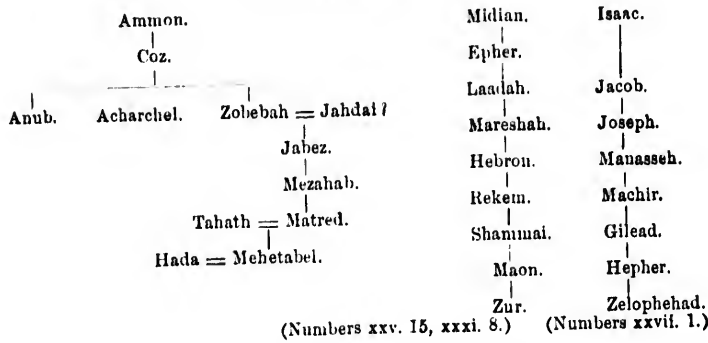 Ammon.
Coz.
Anub. Acharchel. Zobebah = Jahdai?
Jabez.
Mezahab.
Tahath = Matred.
Hada = Mehetabel.
Midian. Isaac.
Epher.
Laadah. Jacob.
Mareshah. Joseph.
Hebron. Manasseh.
Rekem. Machir.
Shammai. Gilead.
Maon. Hepher.
Zur. Zelophehad.
(Numbers xxv. 15, xxxi. 8.) (Numbers xxvii. 1.)